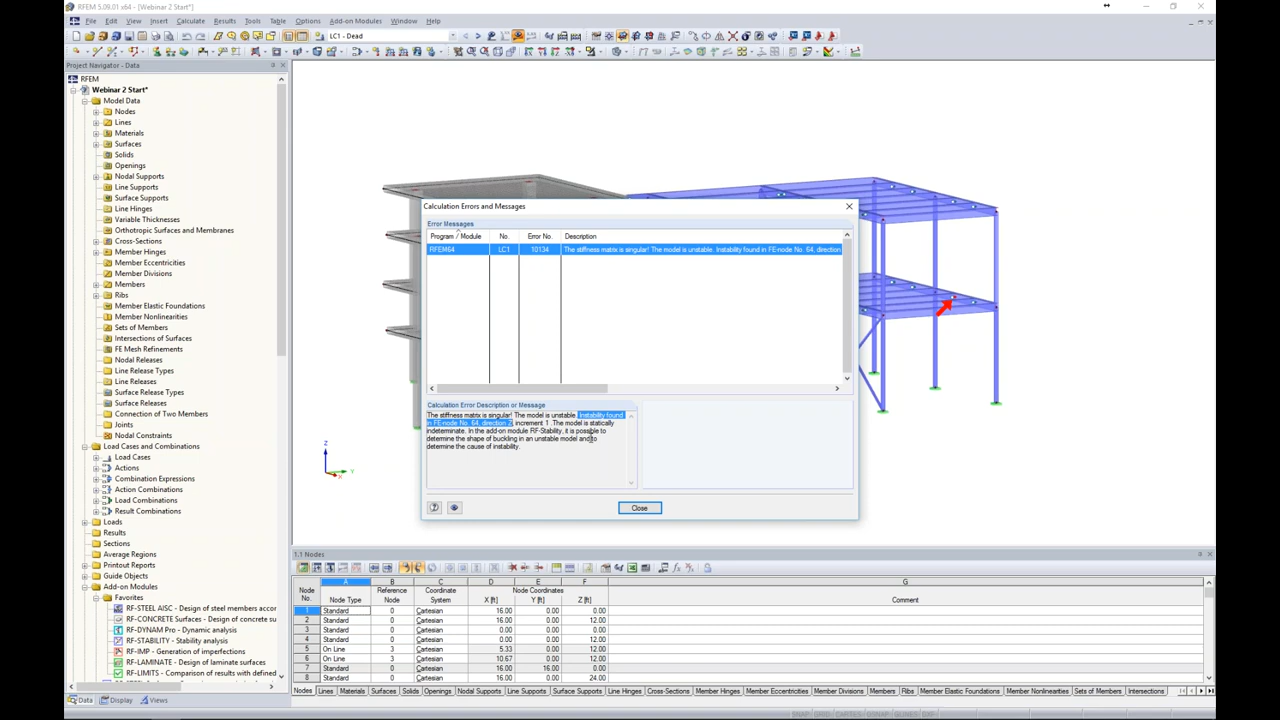 RFEM 5.09.01 x64 - [Webinar 2 Start*]
File Edit View Insert Calculate Results Tools Table Options Add-on Modules Window Help
LC1 - Dead
Project Navigator - Data
RFEM
Webinar 2 Start*
Model Data
Nodes
Lines
Materials
Surfaces
Solids
Openings
Nodal Supports
Line Supports
Surface Supports
Line Hinges
Variable Thicknesses
Orthotropic Surfaces and Membranes
Cross-Sections
Member Hinges
Member Eccentricities
Member Divisions
Members
Ribs
Member Elastic Foundations
Member Nonlinearities
Sets of Members
Intersections of Surfaces
FE Mesh Refinements
Nodal Releases
Line Release Types
Line Releases
Surface Release Types
Surface Releases
Connection of Two Members
Joints
Nodal Constraints
Load Cases and Combinations
Load Cases
Actions
Combination Expressions
Action Combinations
Load Combinations
Result Combinations
Loads
Results
Sections
Average Regions
Printout Reports
Guide Objects
Add-on Modules
Favorites
RF-STEEL AISC - Design of steel members accor
RF-CONCRETE Surfaces - Design of concrete su
RF-DYNAM Pro - Dynamic analysis
RF-STABILITY - Stability analysis
RF-IMP - Generation of imperfections
RF-LAMINATE - Design of laminate surfaces
RF-LIMITS - Comparison of results with defined
Data Display Views
Calculation Errors and Messages
Error Messages
Program / Module No. Error No. Description
RFEM64 LC1 10134 The stiffness matrix is singular! The model is unstable. Instability found in FE-node No. 64, direction
Calculation Error Description or Message
The stiffness matrix is singular! The model is unstable. Instability found
in FE-node No. 64, direction Z, increment 1 .The model is statically
indeterminate. In the add-on module RF-Stability, it is possible to
determine the shape of buckling in an unstable model and to
determine the cause of instability.
Close
Z
Y
X
1.1 Nodes
A B C D E F G
Node Reference Coordinate Node Coordinates
No. Node Type Node System X [ft] Y [ft] Z [ft] Comment
1 Standard 0 Cartesian 16.00 0.00 0.00
2 Standard 0 Cartesian 16.00 0.00 12.00
3 Standard 0 Cartesian 0.00 0.00 12.00
4 Standard 0 Cartesian 0.00 0.00 12.00
5 On Line 3 Cartesian 5.33 0.00 12.00
6 On Line 3 Cartesian 10.67 0.00 12.00
7 Standard 0 Cartesian 16.00 16.00 0.00
8 Standard 0 Cartesian 16.00 0.00 24.00
Nodes Lines Materials Surfaces Solids Openings Nodal Supports Line Supports Surface Supports Line Hinges Cross-Sections Member Hinges Member Eccentricities Member Divisions Members Ribs Member Elastic Foundations Member Nonlinearities Sets of Members Intersections
SNAP GRID CARTES OSNAP GLINES DXF